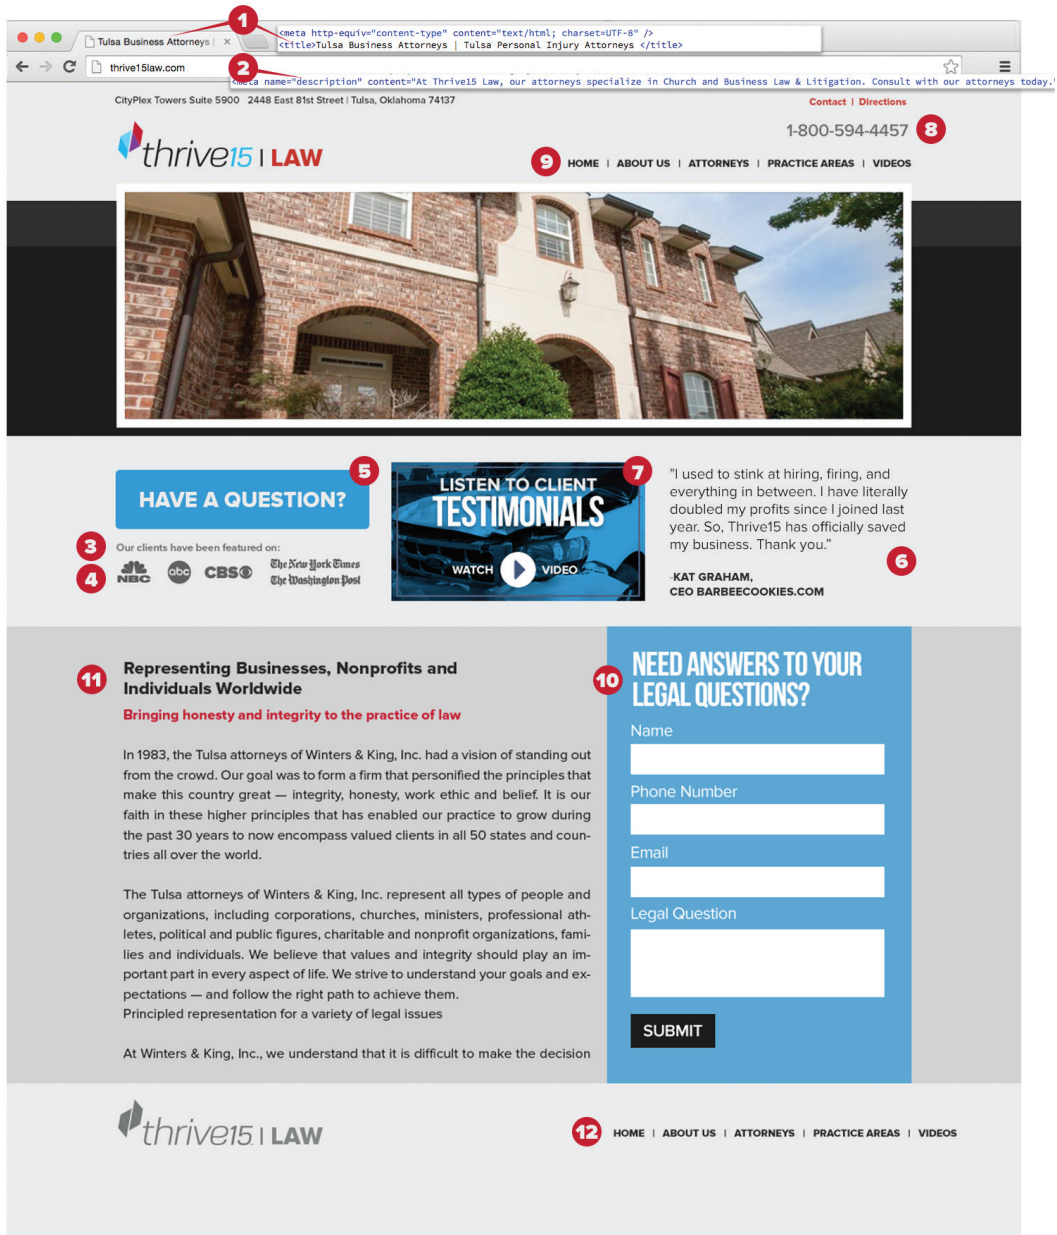 1
<meta http-equiv="content-type" content="text/html; charset=UTF-8" />
Tulsa Business Attorneys |
<title>Tulsa Business Attorneys | Tulsa Personal Injury Attorneys </title>
thrive15law.com
2
<meta name="description" content="At Thrive15 Law, our attorneys specialize in Church and Business Law & Litigation. Consult with our attorneys today."
CityPlex Towers Suite 5900 2448 East 81st Street | Tulsa, Oklahoma 74137
Contact | Directions
1-800-594-4457 8
thrive15 | LAW
9 HOME | ABOUT US | ATTORNEYS | PRACTICE AREAS | VIDEOS
5
HAVE A QUESTION?
3 Our clients have been featured on:
4 NBC abc CBS The New York Times
The Washington Post
7
LISTEN TO CLIENT
TESTIMONIALS
WATCH VIDEO
"I used to stink at hiring, firing, and
everything in between. I have literally
doubled my profits since I joined last
year. So, Thrive15 has officially saved
my business. Thank you."
6
-KAT GRAHAM,
CEO BARBEECOOKIES.COM
11 Representing Businesses, Nonprofits and
Individuals Worldwide
Bringing honesty and integrity to the practice of law
In 1983, the Tulsa attorneys of Winters & King, Inc. had a vision of standing out
from the crowd. Our goal was to form a firm that personified the principles that
make this country great — integrity, honesty, work ethic and belief. It is our
faith in these higher principles that has enabled our practice to grow during
the past 30 years to now encompass valued clients in all 50 states and coun-
tries all over the world.
The Tulsa attorneys of Winters & King, Inc. represent all types of people and
organizations, including corporations, churches, ministers, professional ath-
letes, political and public figures, charitable and nonprofit organizations, fami-
lies and individuals. We believe that values and integrity should play an im-
portant part in every aspect of life. We strive to understand your goals and ex-
pectations — and follow the right path to achieve them.
Principled representation for a variety of legal issues
At Winters & King, Inc., we understand that it is difficult to make the decision
10 NEED ANSWERS TO YOUR
LEGAL QUESTIONS?
Name
Phone Number
Email
Legal Question
SUBMIT
thrive15 | LAW
12 HOME | ABOUT US | ATTORNEYS | PRACTICE AREAS | VIDEOS